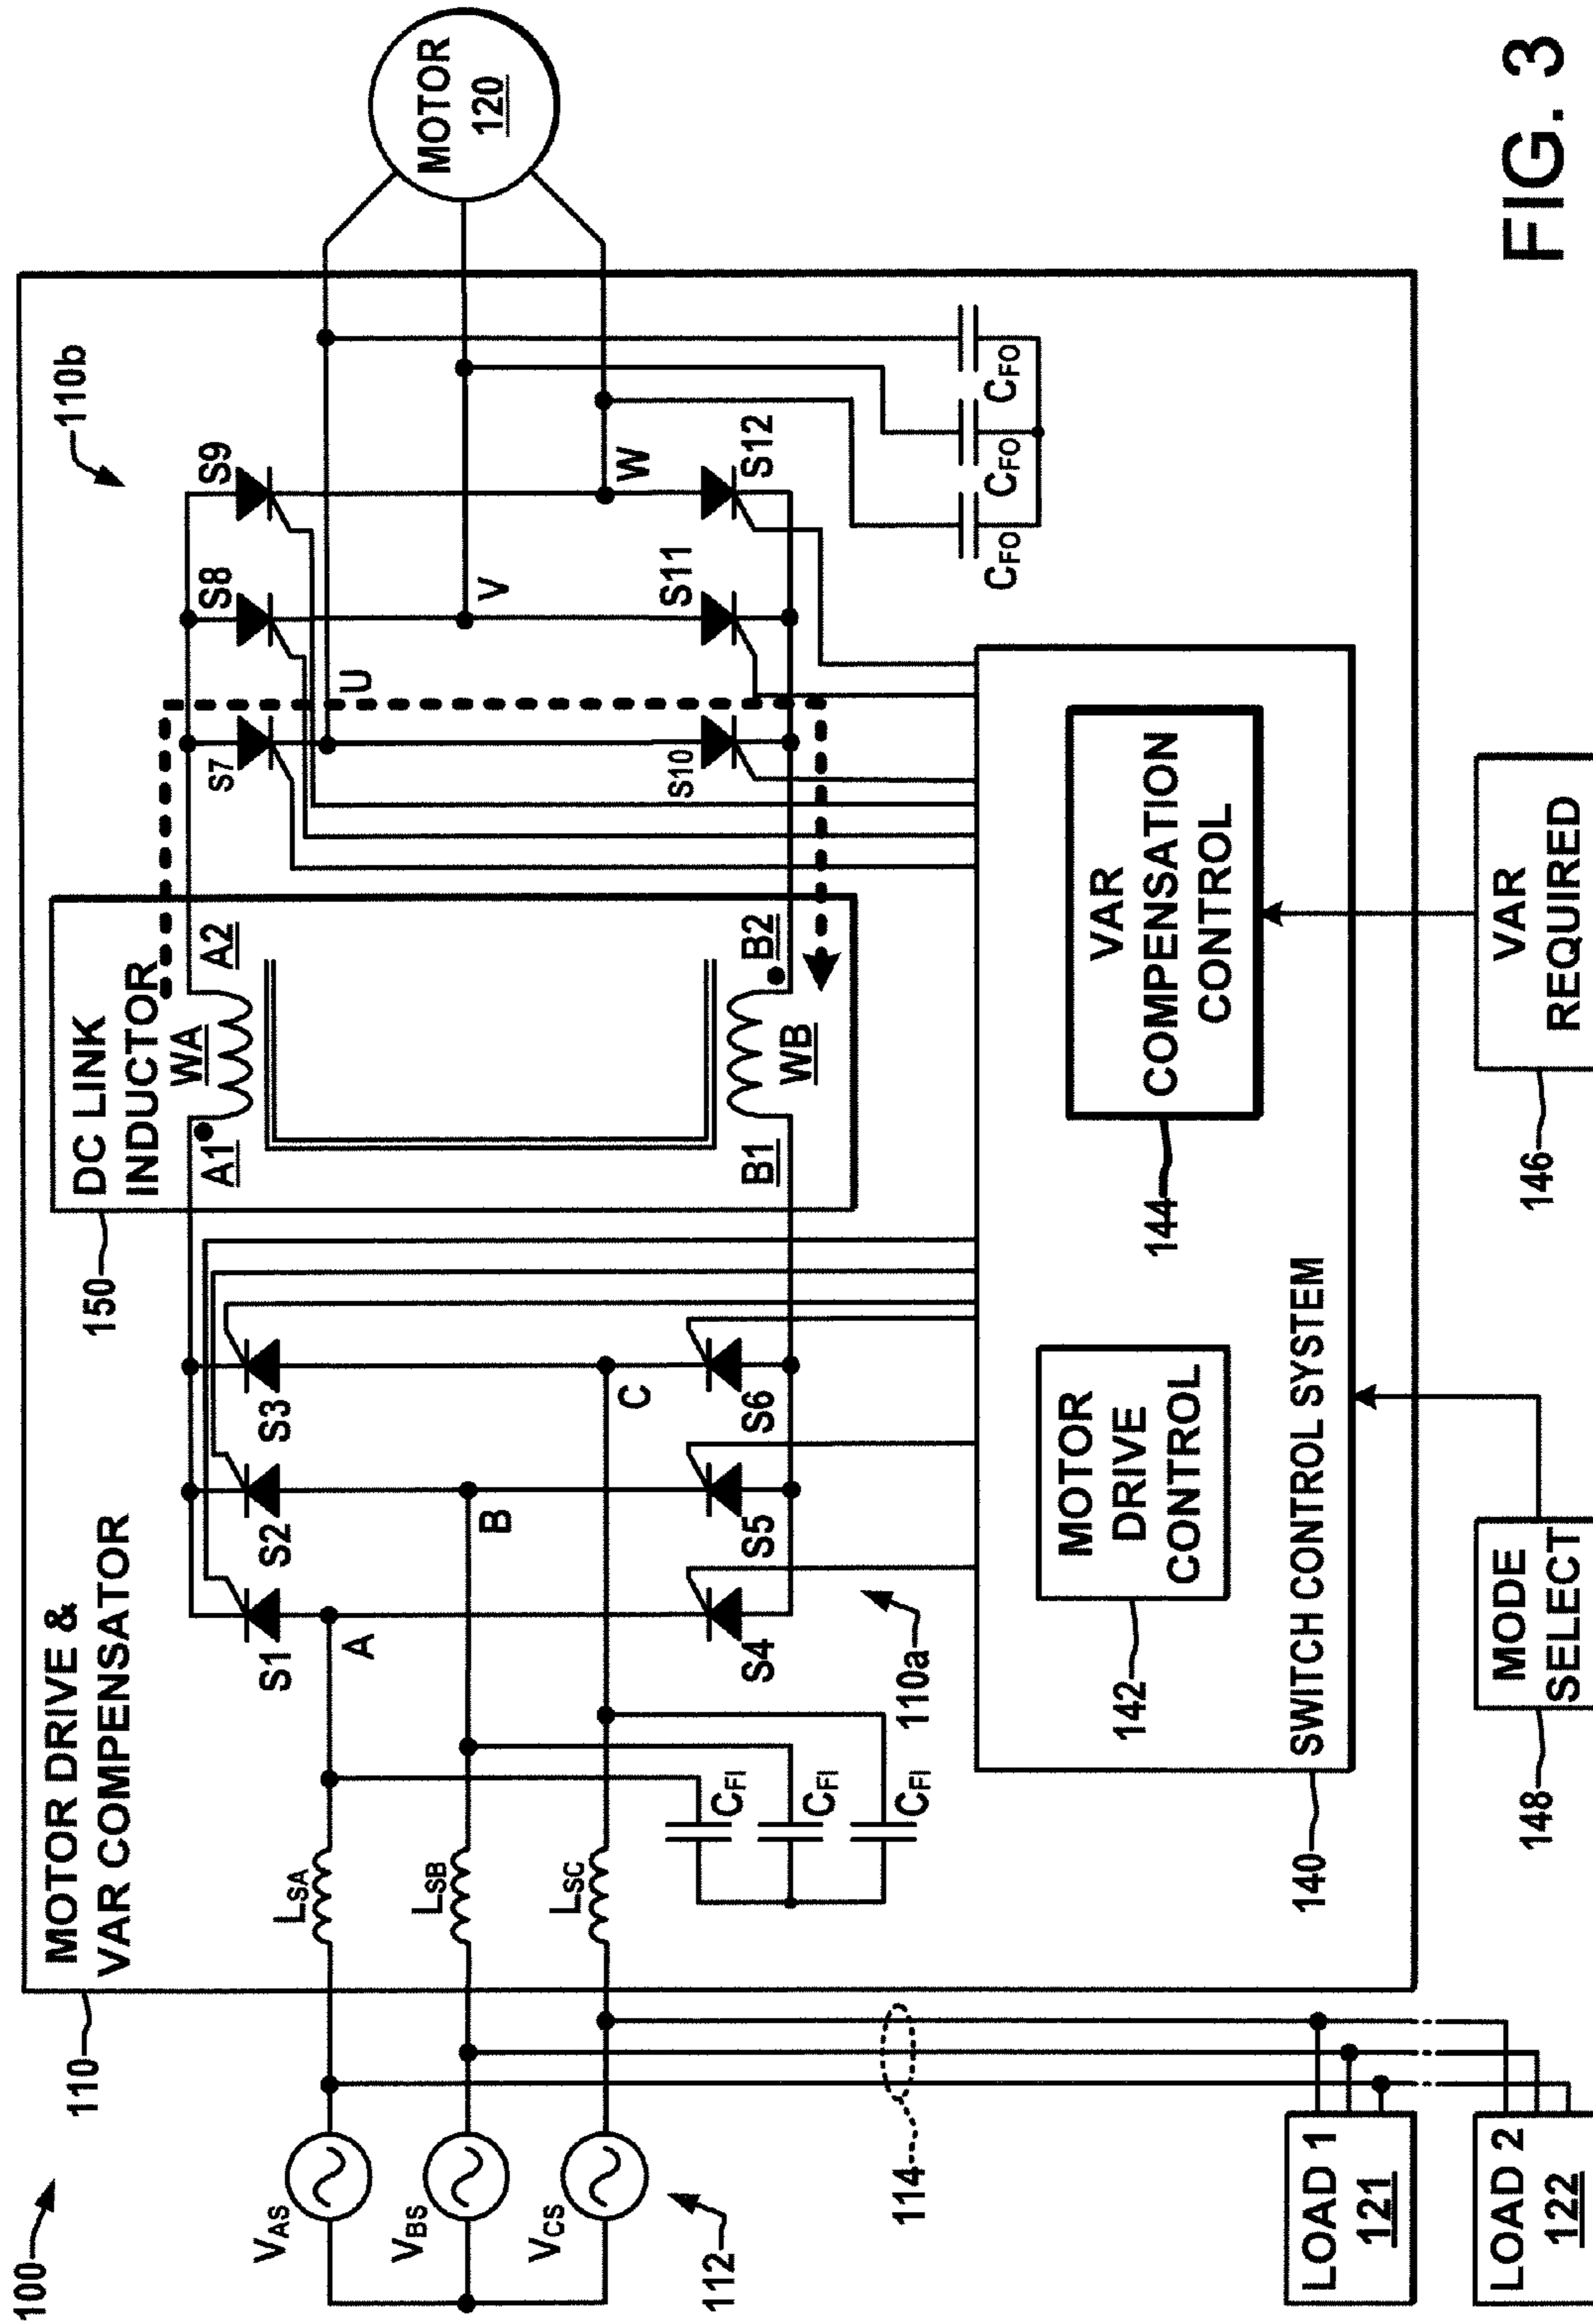 100
110
MOTOR DRIVE &
VAR COMPENSATOR
150
DC LINK
INDUCTOR
A1
WA
A2
B1
WB
B2
110b
S1
S2
S3
S4
S5
S6
A
B
C
110a
S7
S8
S9
S10
S11
S12
U
V
W
MOTOR
120
VAS
VBS
VCS
112
LSA
LSB
LSC
CFI
CFI
CFI
CFO
CFO
CFO
114
LOAD 1
121
LOAD 2
122
140
SWITCH CONTROL SYSTEM
142
MOTOR
DRIVE
CONTROL
144
VAR
COMPENSATION
CONTROL
148
MODE
SELECT
146
VAR
REQUIRED
FIG. 3